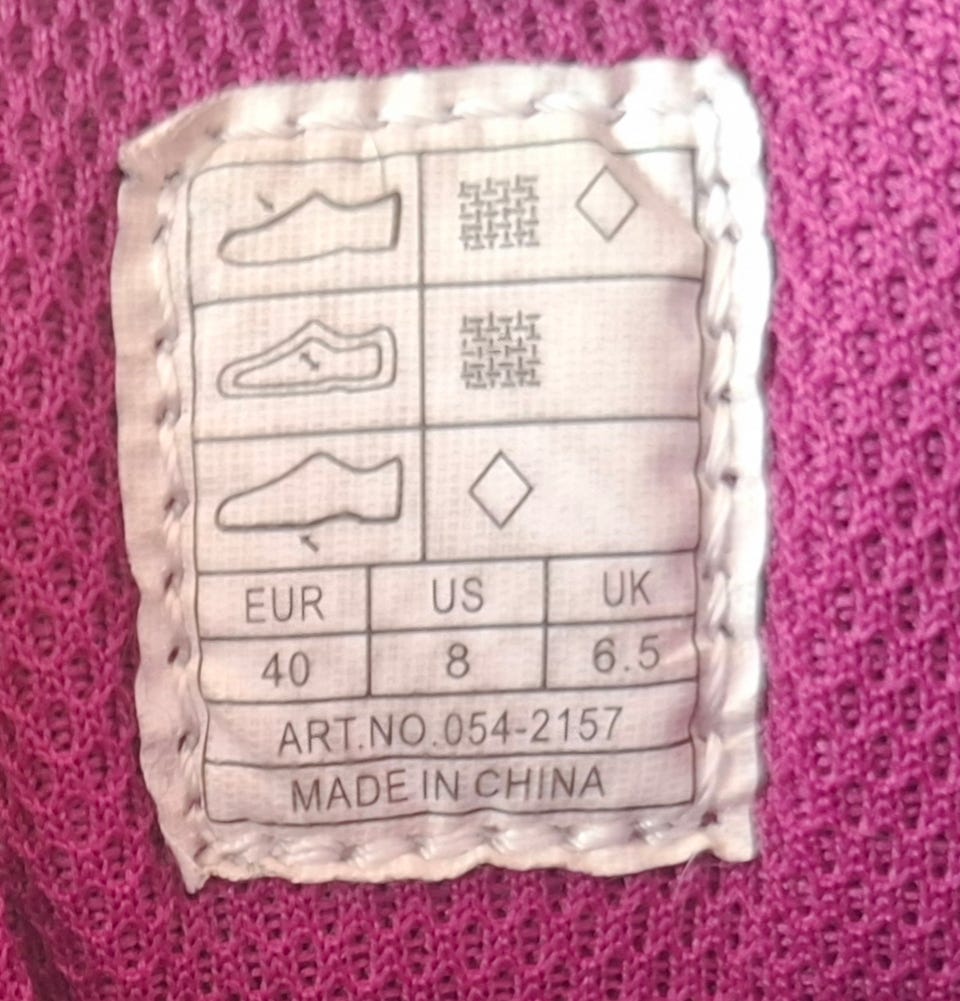 EUR US UK
40 8 6.5
ART.NO.054-2157
MADE IN CHINA